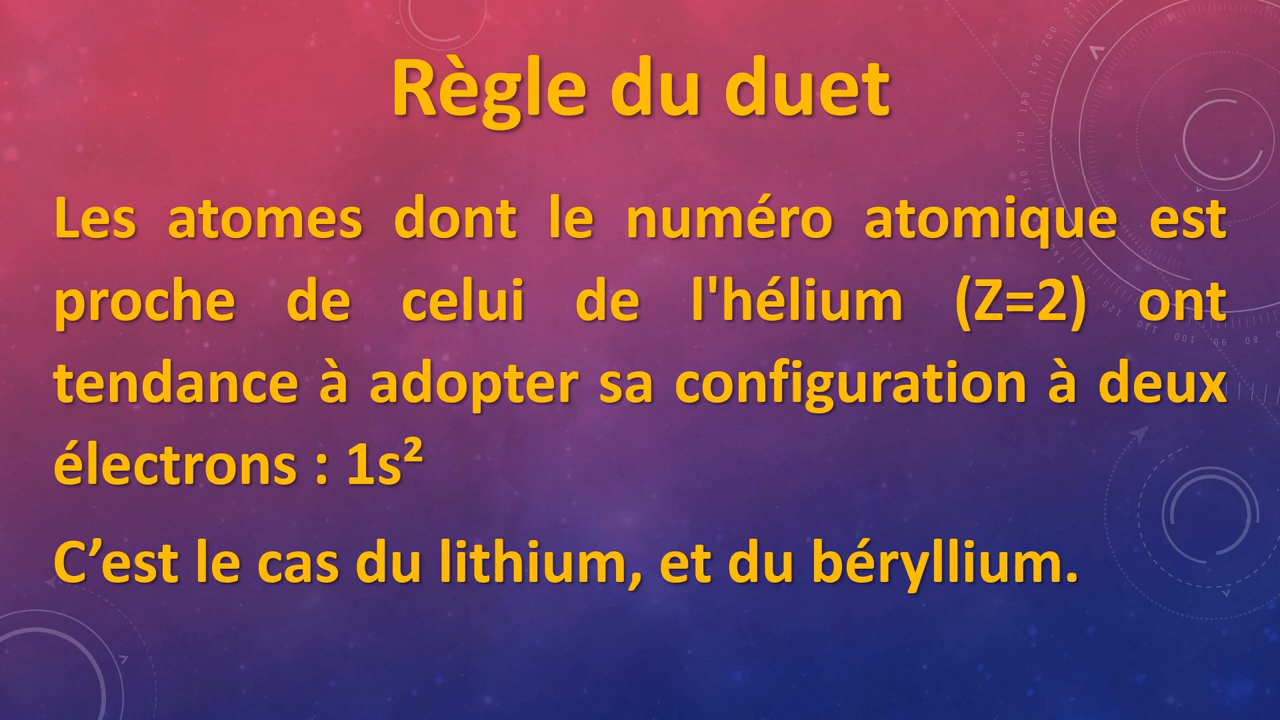 Règle du duet
Les atomes dont le numéro atomique est
proche de celui de l'hélium (Z=2) ont
tendance à adopter sa configuration à deux
électrons : 1s²
C’est le cas du lithium, et du béryllium.